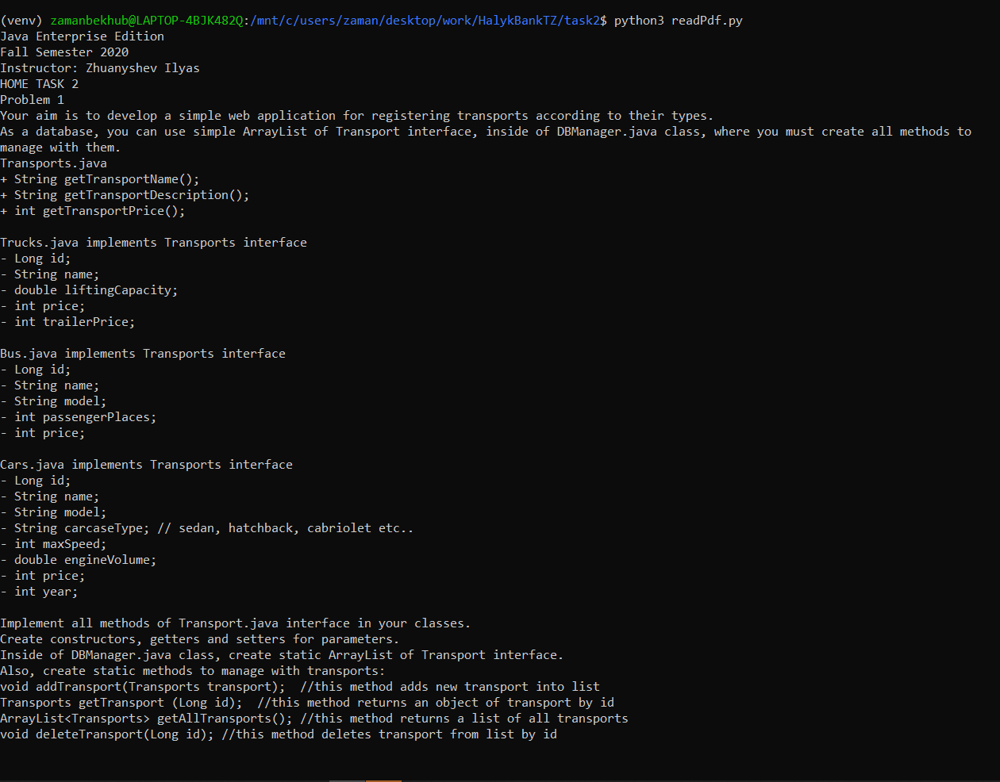 (venv) zamanbekhub@LAPTOP-4BJK482Q:/mnt/c/users/zaman/desktop/work/HalykBankTZ/task2$ python3 readPdf.py
Java Enterprise Edition
Fall Semester 2020
Instructor: Zhuanyshev Ilyas
HOME TASK 2
Problem 1
Your aim is to develop a simple web application for registering transports according to their types.
As a database, you can use simple ArrayList of Transport interface, inside of DBManager.java class, where you must create all methods to
manage with them.
Transports.java
+ String getTransportName();
+ String getTransportDescription();
+ int getTransportPrice();
Trucks.java implements Transports interface
- Long id;
- String name;
- double liftingCapacity;
- int price;
- int trailerPrice;
Bus.java implements Transports interface
- Long id;
- String name;
- String model;
- int passengerPlaces;
- int price;
Cars.java implements Transports interface
- Long id;
- String name;
- String model;
- String carcaseType; // sedan, hatchback, cabriolet etc..
- int maxSpeed;
- double engineVolume;
- int price;
- int year;
Implement all methods of Transport.java interface in your classes.
Create constructors, getters and setters for parameters.
Inside of DBManager.java class, create static ArrayList of Transport interface.
Also, create static methods to manage with transports:
void addTransport(Transports transport);  //this method adds new transport into list
Transports getTransport (Long id);  //this method returns an object of transport by id
ArrayList<Transports> getAllTransports(); //this method returns a list of all transports
void deleteTransport(Long id); //this method deletes transport from list by id